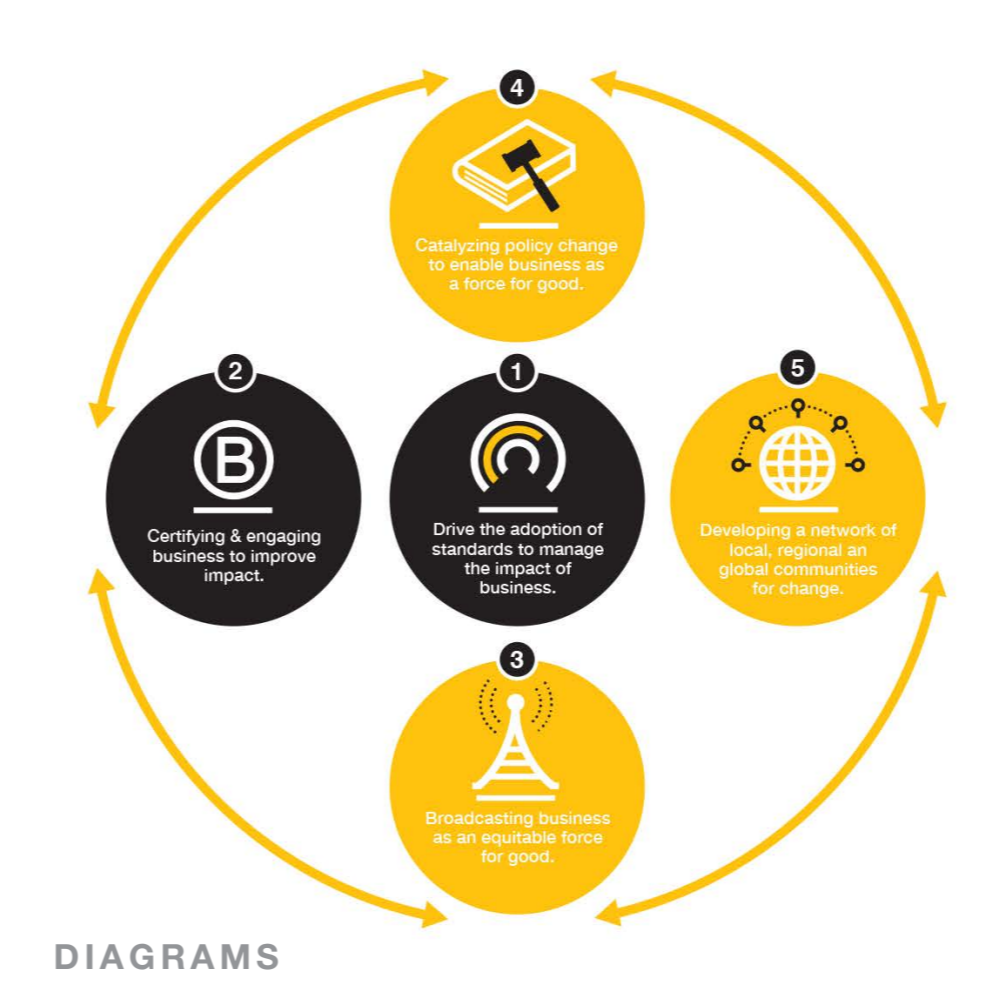 4
Catalyzing policy change
to enable business as
a force for good.
2
B
Certifying & engaging
business to improve
impact.
1
Drive the adoption of
standards to manage
the impact of
business.
5
Developing a network of
local, regional an
global communities
for change.
3
Broadcasting business
as an equitable force
for good.
DIAGRAMS